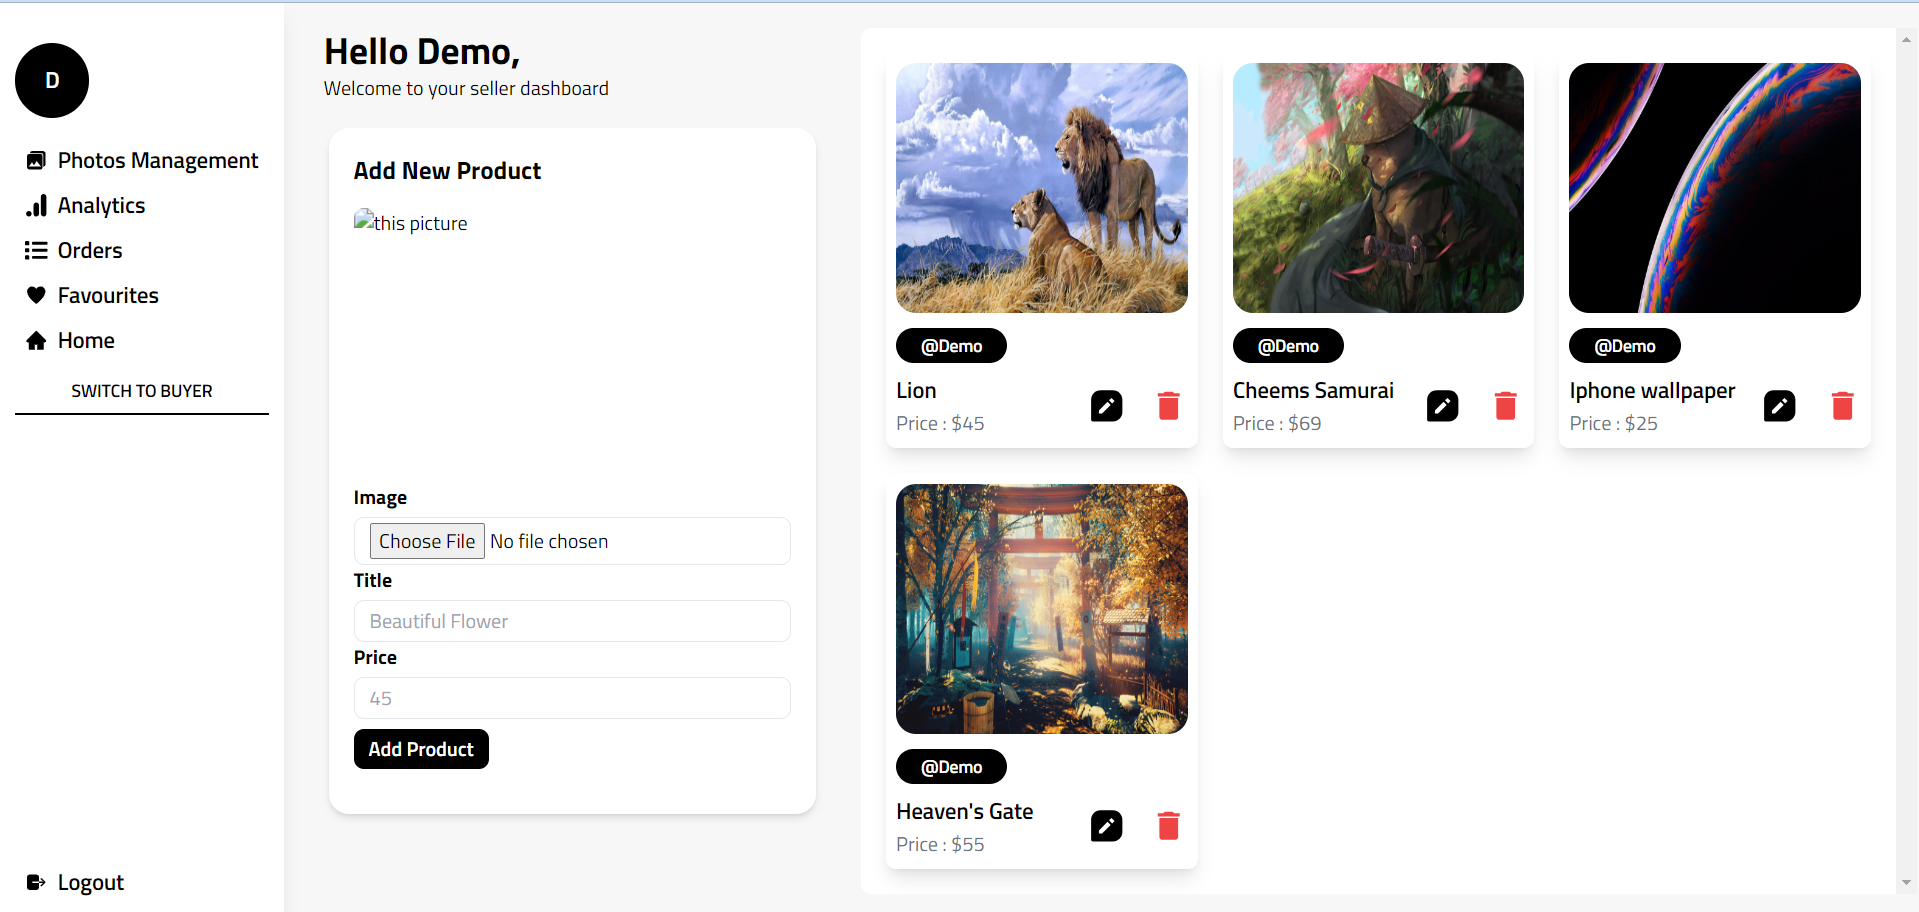 D
Photos Management
Analytics
Orders
Favourites
Home
SWITCH TO BUYER
Logout
Hello Demo,
Welcome to your seller dashboard
Add New Product
this picture
Image
Choose File No file chosen
Title
Beautiful Flower
Price
45
Add Product
@Demo
Lion
Price : $45
@Demo
Cheems Samurai
Price : $69
@Demo
Iphone wallpaper
Price : $25
@Demo
Heaven's Gate
Price : $55